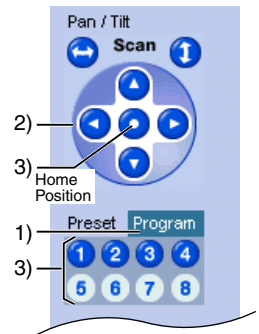 Pan / Tilt
Scan
2)
3)
Home
Position
Preset Program
1)
3)
1 2 3 4
5 6 7 8